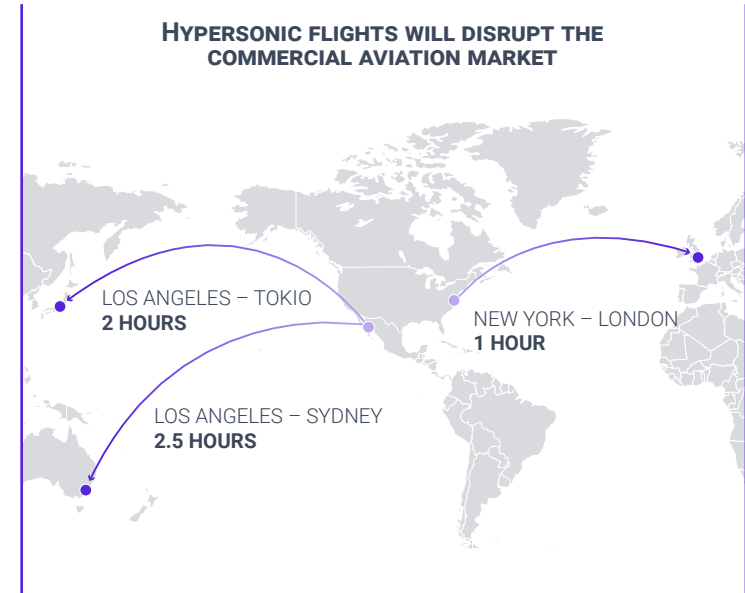 HYPERSONIC FLIGHTS WILL DISRUPT THE
COMMERCIAL AVIATION MARKET
LOS ANGELES – TOKIO
2 HOURS
NEW YORK – LONDON
1 HOUR
LOS ANGELES – SYDNEY
2.5 HOURS